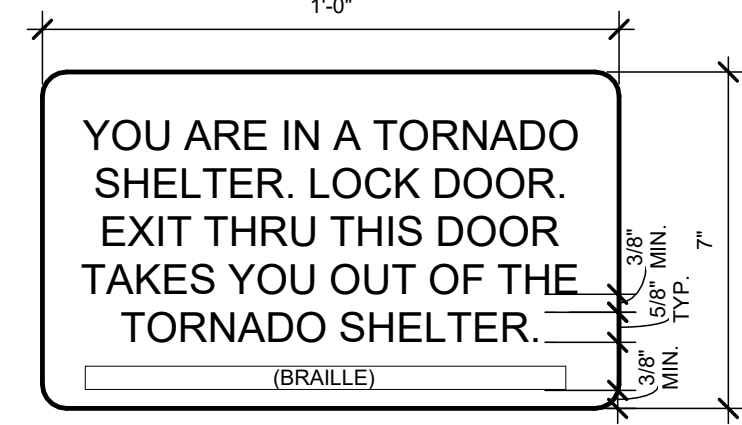 1'-0"
YOU ARE IN A TORNADO
SHELTER. LOCK DOOR.
EXIT THRU THIS DOOR
TAKES YOU OUT OF THE
TORNADO SHELTER.
(BRAILLE)
3/8"
MIN.
5/8"
TYP.
3/8"
MIN.
7"